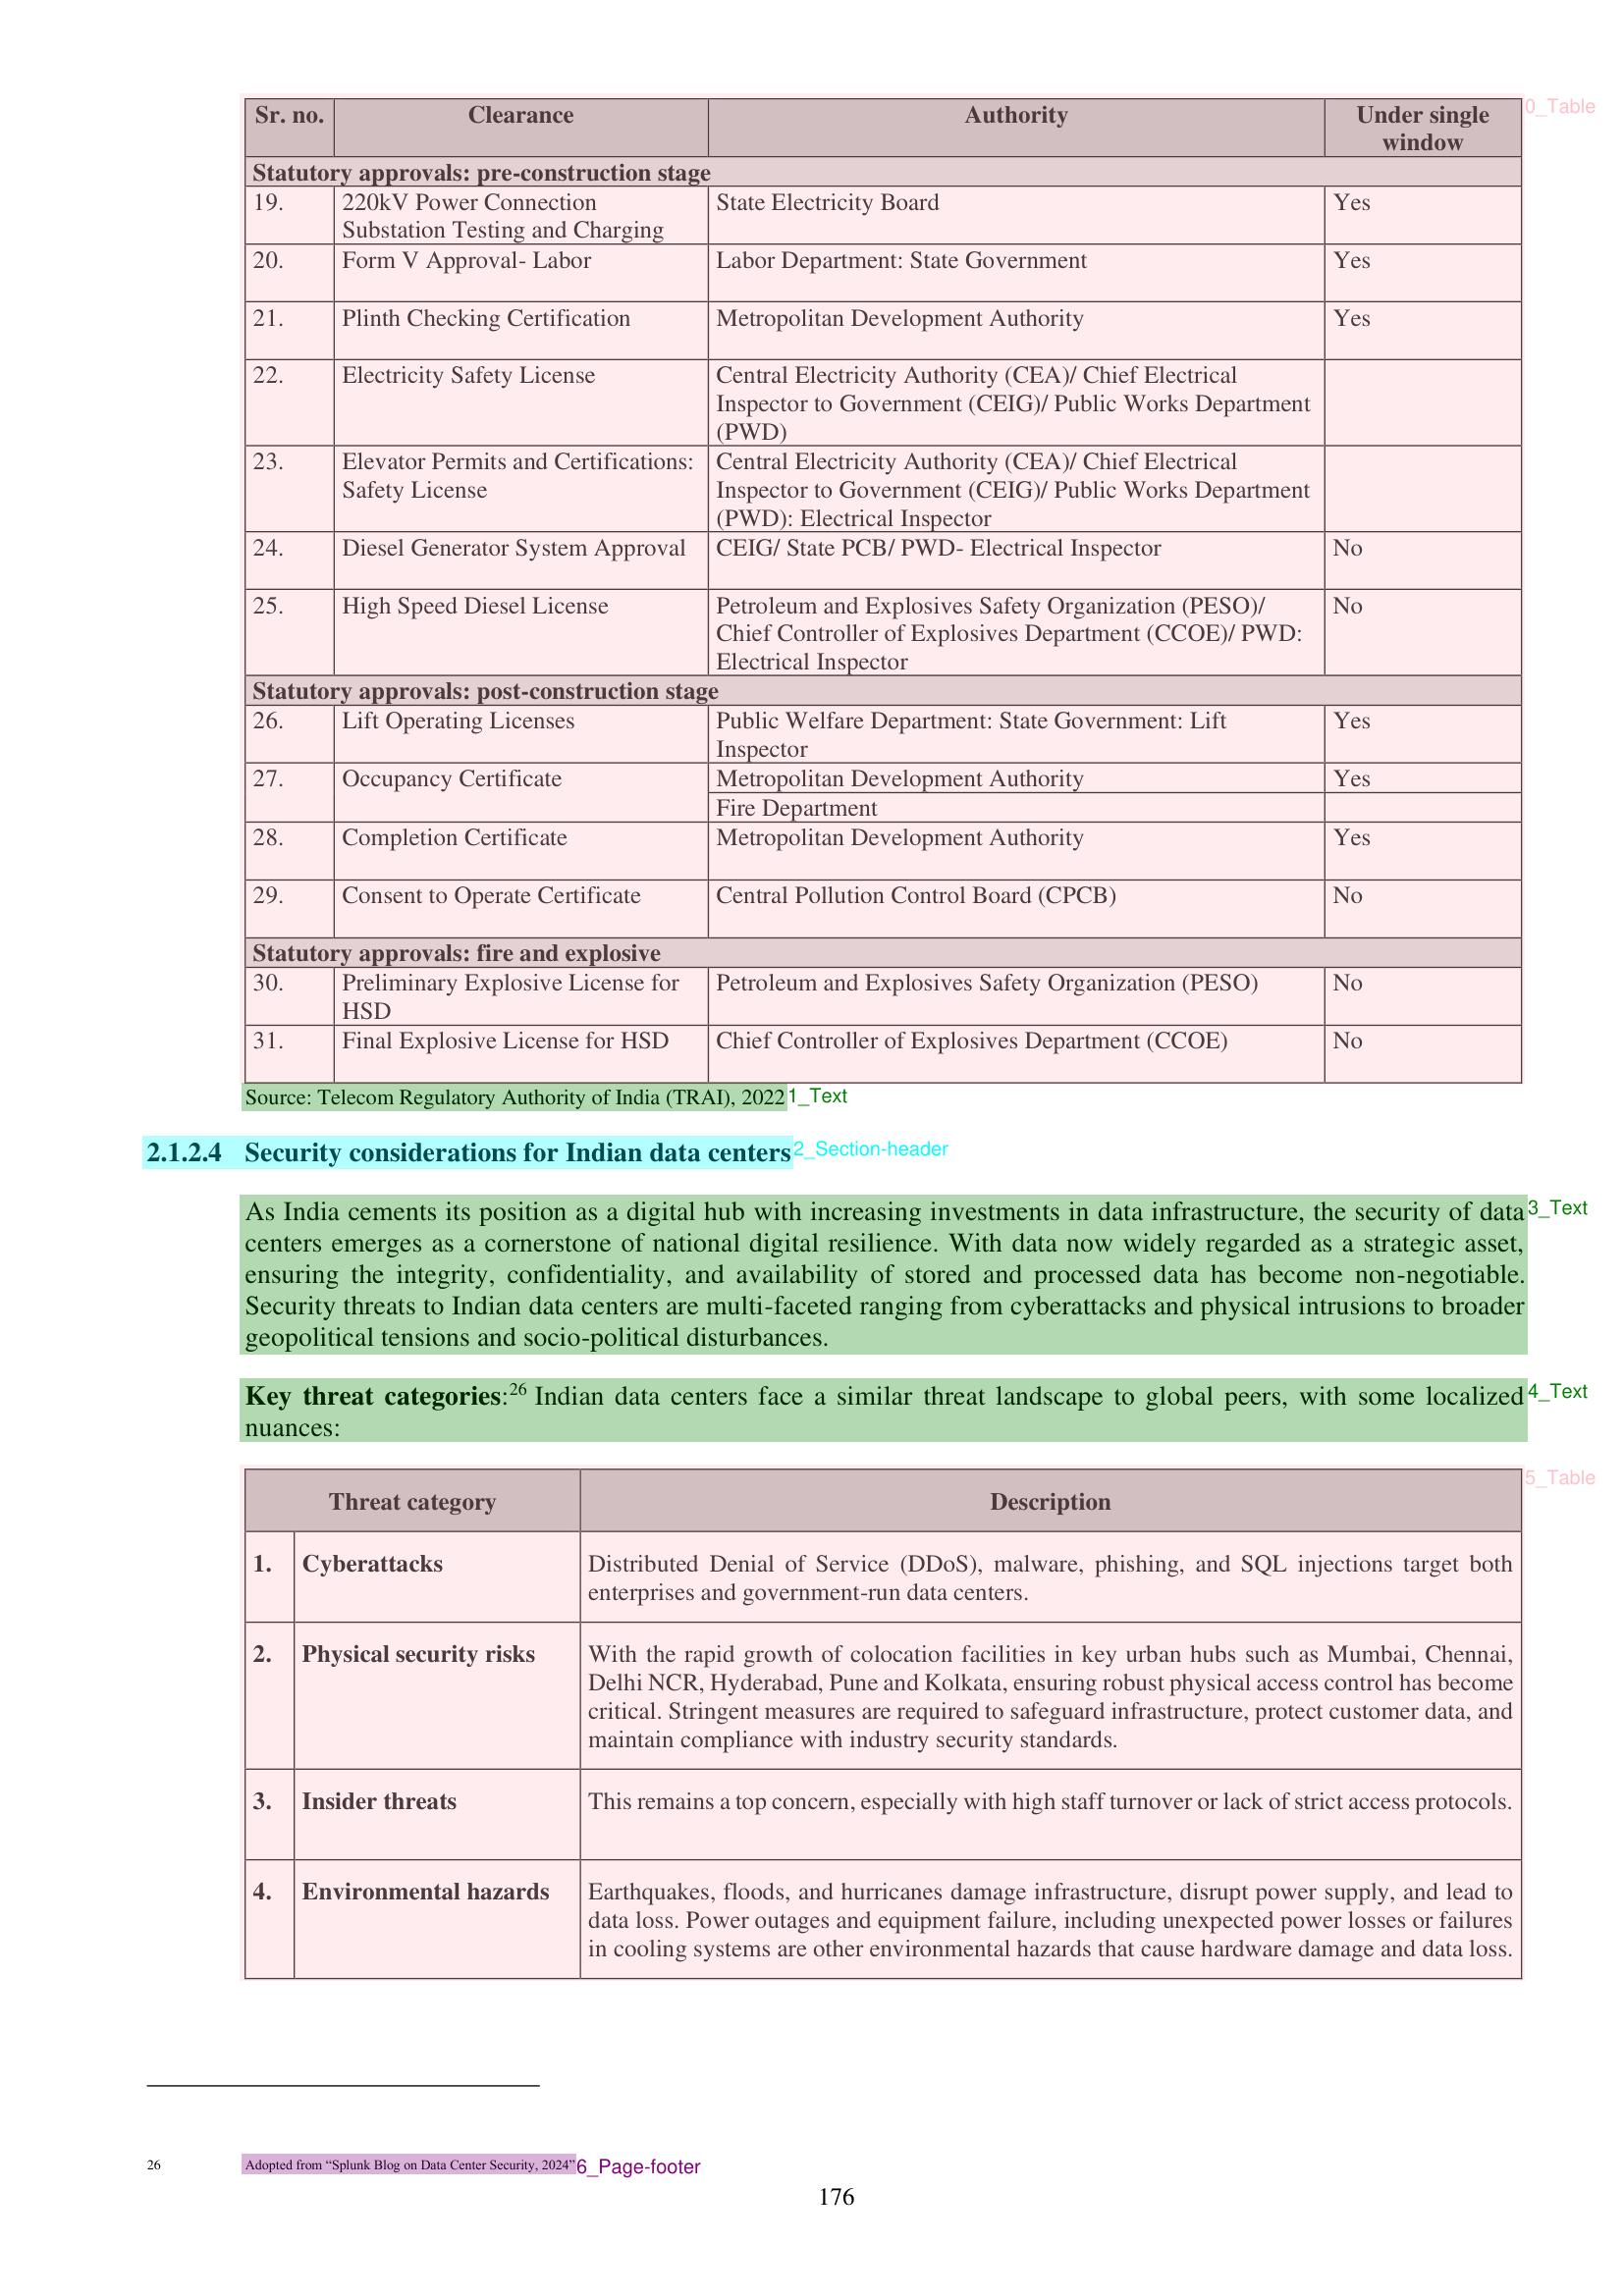 Sr. no. Clearance Authority Under single
window
0_Table
Statutory approvals: pre-construction stage
19. 220kV Power Connection State Electricity Board Yes
Substation Testing and Charging
20. Form V Approval- Labor Labor Department: State Government Yes
21. Plinth Checking Certification Metropolitan Development Authority Yes
22. Electricity Safety License Central Electricity Authority (CEA)/ Chief Electrical
Inspector to Government (CEIG)/ Public Works Department
(PWD)
23. Elevator Permits and Certifications: Central Electricity Authority (CEA)/ Chief Electrical
Safety License Inspector to Government (CEIG)/ Public Works Department
(PWD): Electrical Inspector
24. Diesel Generator System Approval CEIG/ State PCB/ PWD- Electrical Inspector No
25. High Speed Diesel License Petroleum and Explosives Safety Organization (PESO)/ No
Chief Controller of Explosives Department (CCOE)/ PWD:
Electrical Inspector
Statutory approvals: post-construction stage
26. Lift Operating Licenses Public Welfare Department: State Government: Lift Yes
Inspector
27. Occupancy Certificate Metropolitan Development Authority Yes
Fire Department
28. Completion Certificate Metropolitan Development Authority Yes
29. Consent to Operate Certificate Central Pollution Control Board (CPCB) No
Statutory approvals: fire and explosive
30. Preliminary Explosive License for Petroleum and Explosives Safety Organization (PESO) No
HSD
31. Final Explosive License for HSD Chief Controller of Explosives Department (CCOE) No
Source: Telecom Regulatory Authority of India (TRAI), 2022 1_Text
2.1.2.4 Security considerations for Indian data centers 2_Section-header
As India cements its position as a digital hub with increasing investments in data infrastructure, the security of data 3_Text
centers emerges as a cornerstone of national digital resilience. With data now widely regarded as a strategic asset,
ensuring the integrity, confidentiality, and availability of stored and processed data has become non-negotiable.
Security threats to Indian data centers are multi-faceted ranging from cyberattacks and physical intrusions to broader
geopolitical tensions and socio-political disturbances.
Key threat categories:26 Indian data centers face a similar threat landscape to global peers, with some localized 4_Text
nuances:
5_Table
Threat category Description
1. Cyberattacks Distributed Denial of Service (DDoS), malware, phishing, and SQL injections target both
enterprises and government-run data centers.
2. Physical security risks With the rapid growth of colocation facilities in key urban hubs such as Mumbai, Chennai,
Delhi NCR, Hyderabad, Pune and Kolkata, ensuring robust physical access control has become
critical. Stringent measures are required to safeguard infrastructure, protect customer data, and
maintain compliance with industry security standards.
3. Insider threats This remains a top concern, especially with high staff turnover or lack of strict access protocols.
4. Environmental hazards Earthquakes, floods, and hurricanes damage infrastructure, disrupt power supply, and lead to
data loss. Power outages and equipment failure, including unexpected power losses or failures
in cooling systems are other environmental hazards that cause hardware damage and data loss.
26 Adopted from “Splunk Blog on Data Center Security, 2024” 6_Page-footer
176